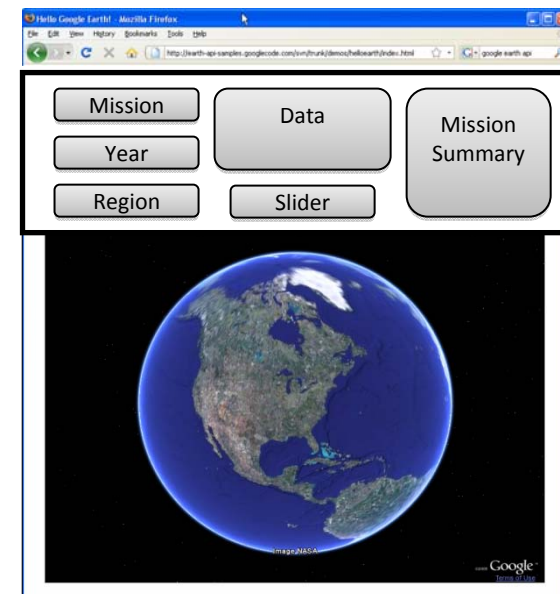 Hello Google Earth! - Mozilla Firefox
File Edit View History Bookmarks Tools Help
http://earth-api-samples.googlecode.com/svn/trunk/demos/helloearth/index.html
google earth api
Mission
Year
Region
Data
Slider
Mission
Summary
Image NASA
Google
Terms of Use